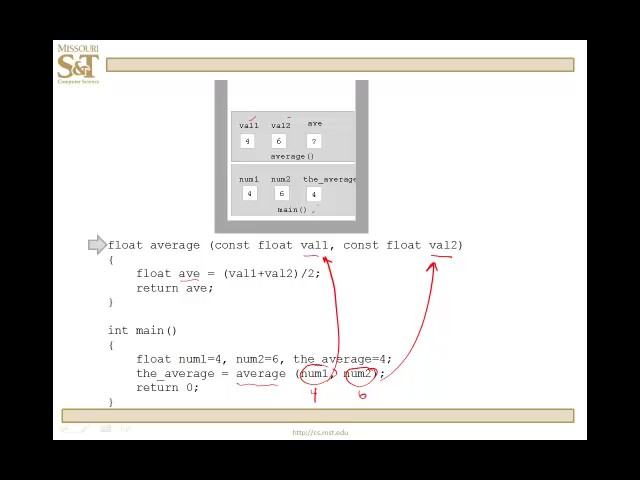 MISSOURI
S&T
Computer Science
val1 val2 ave
4 6 ?
average()
num1 num2 the_average
4 6 4
main()
float average (const float val1, const float val2)
{
float ave = (val1+val2)/2;
return ave;
}
int main()
{
float num1=4, num2=6, the_average=4;
the_average = average (num1, num2);
return 0;
4 6
}
http://cs.mst.edu